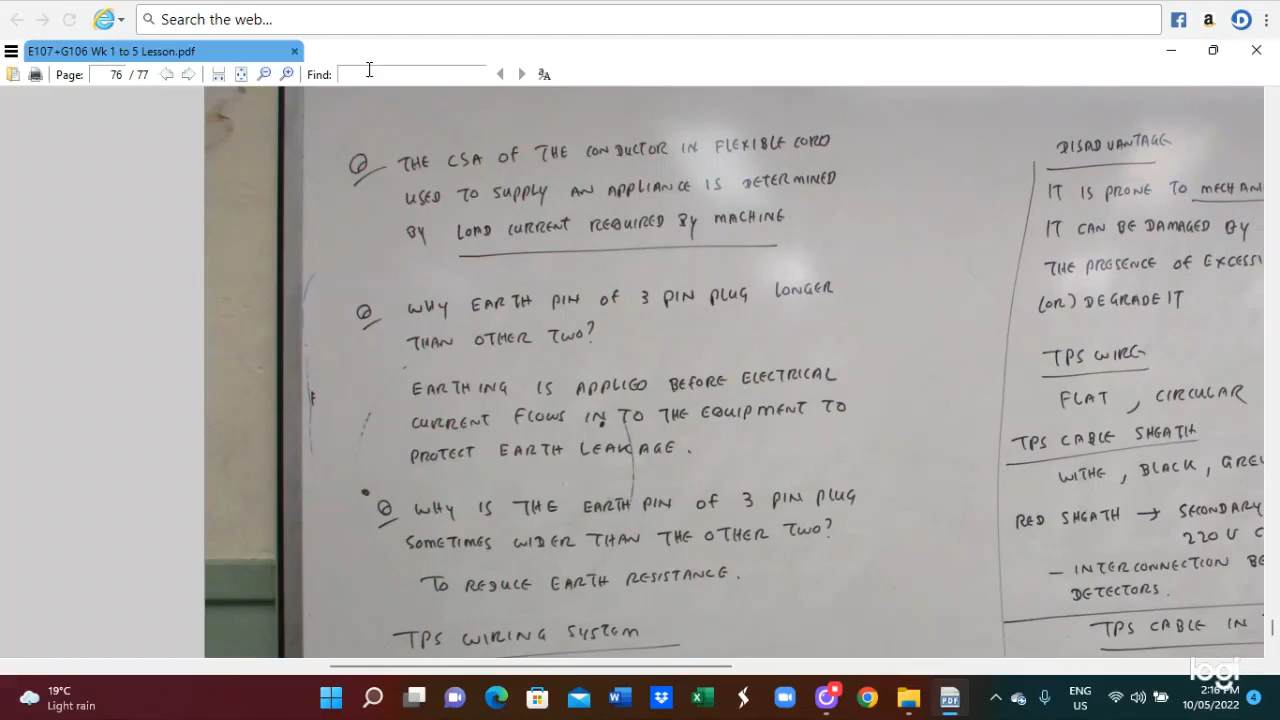 Search the web...
E107+G106 Wk 1 to 5 Lesson.pdf
Page: 76 / 77
Find:
Q THE CSA OF THE CONDUCTOR IN FLEXIBLE CORD
USED TO SUPPLY AN APPLIANCE IS DETERMINED
BY LOAD CURRENT REQUIRED BY MACHINE
Q WHY EARTH PIN OF 3 PIN PLUG LONGER
THAN OTHER TWO?
EARTHING IS APPLIED BEFORE ELECTRICAL
CURRENT FLOWS IN TO THE EQUIPMENT TO
PROTECT EARTH LEAKAGE.
Q WHY IS THE EARTH PIN OF 3 PIN PLUG
SOMETIMES WIDER THAN THE OTHER TWO?
TO REDUCE EARTH RESISTANCE.
TPS WIRING SYSTEM
DISADVANTAGE
IT IS PRONE TO MECHAN
IT CAN BE DAMAGED BY
THE PRESENCE OF EXCESSI
(OR) DEGRADE IT
TPS WIRG
FLAT, CIRCULAR
TPS CABLE SHEATH
WITHE, BLACK, GREY
RED SHEATH → SECONDARY
220 V C
- INTERCONNECTION BE
DETECTORS.
TPS CABLE IN
logi
19°C
Light rain
ENG
US
2:16 PM
10/05/2022
4